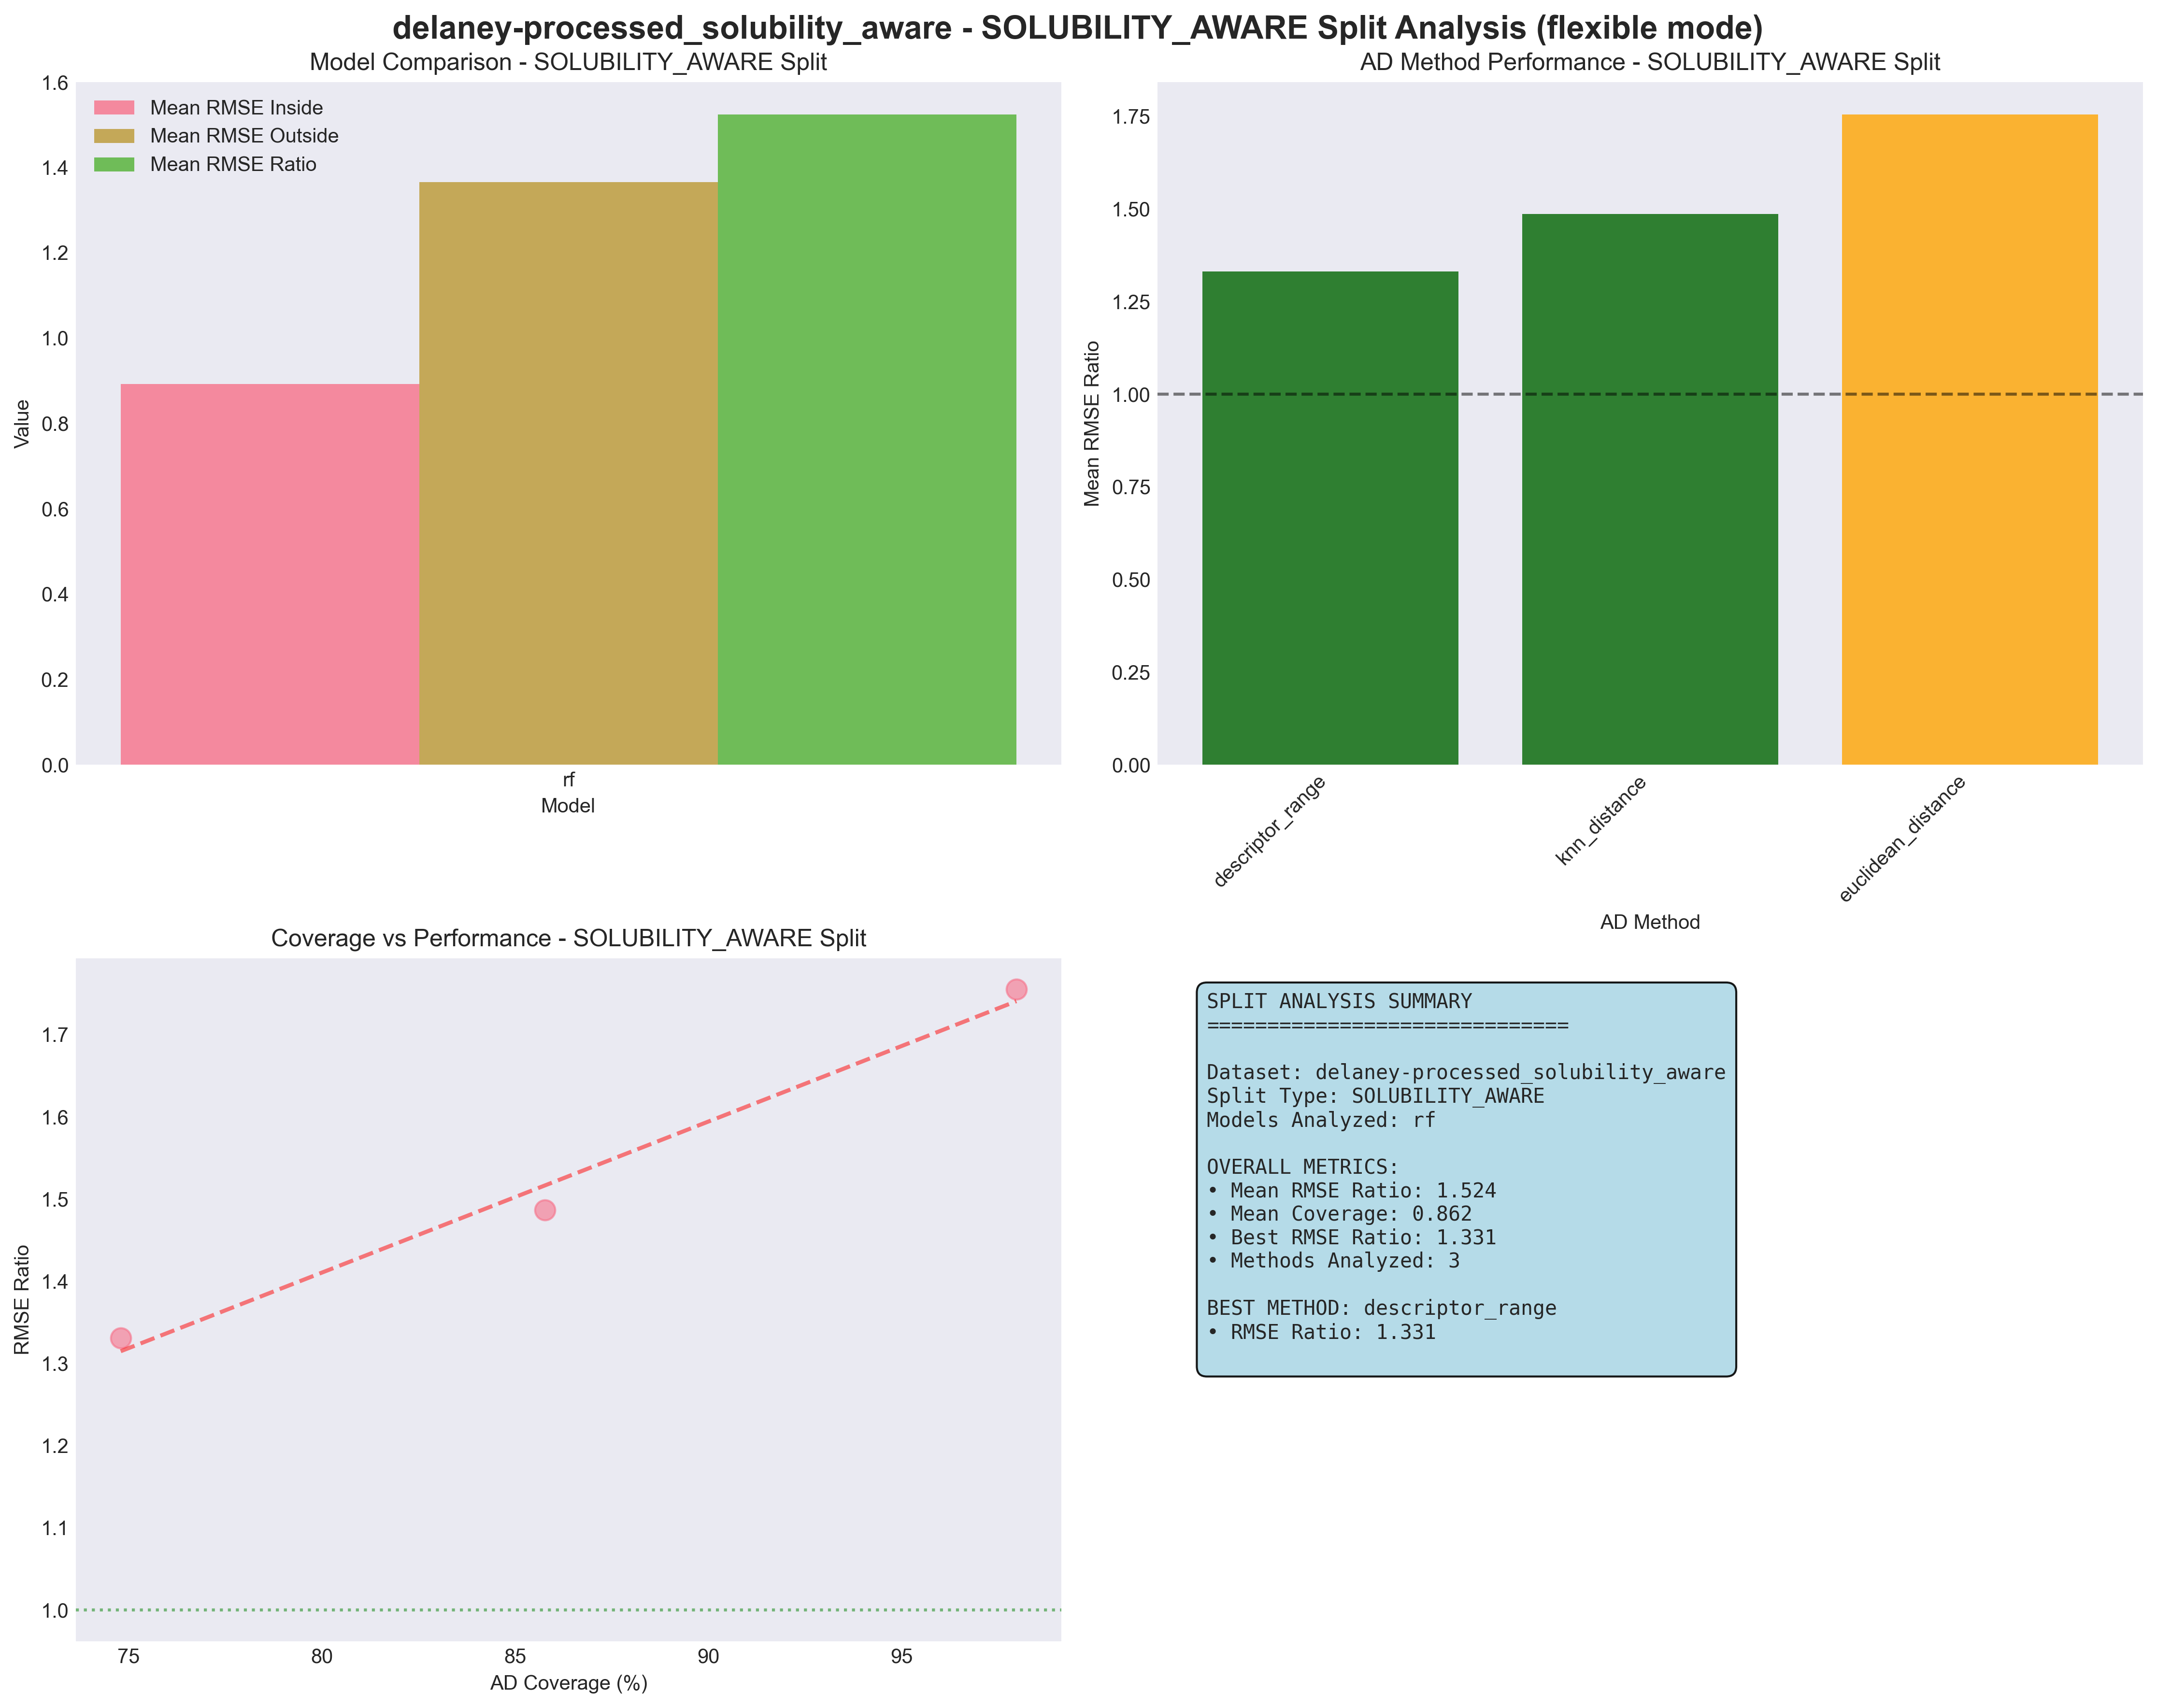 delaney-processed_solubility_aware - SOLUBILITY_AWARE Split Analysis (flexible mode)
Model Comparison - SOLUBILITY_AWARE Split
Mean RMSE Inside
Mean RMSE Outside
Mean RMSE Ratio
1.6
1.4
1.2
1.0
0.8
0.6
0.4
0.2
0.0
Value
rf
Model
AD Method Performance - SOLUBILITY_AWARE Split
1.75
1.50
1.25
1.00
0.75
0.50
0.25
0.00
Mean RMSE Ratio
descriptor_range
knn_distance
euclidean_distance
AD Method
Coverage vs Performance - SOLUBILITY_AWARE Split
1.7
1.6
1.5
1.4
1.3
1.2
1.1
1.0
RMSE Ratio
75
80
85
90
95
AD Coverage (%)
SPLIT ANALYSIS SUMMARY
==============================
Dataset: delaney-processed_solubility_aware
Split Type: SOLUBILITY_AWARE
Models Analyzed: rf
OVERALL METRICS:
• Mean RMSE Ratio: 1.524
• Mean Coverage: 0.862
• Best RMSE Ratio: 1.331
• Methods Analyzed: 3
BEST METHOD: descriptor_range
• RMSE Ratio: 1.331